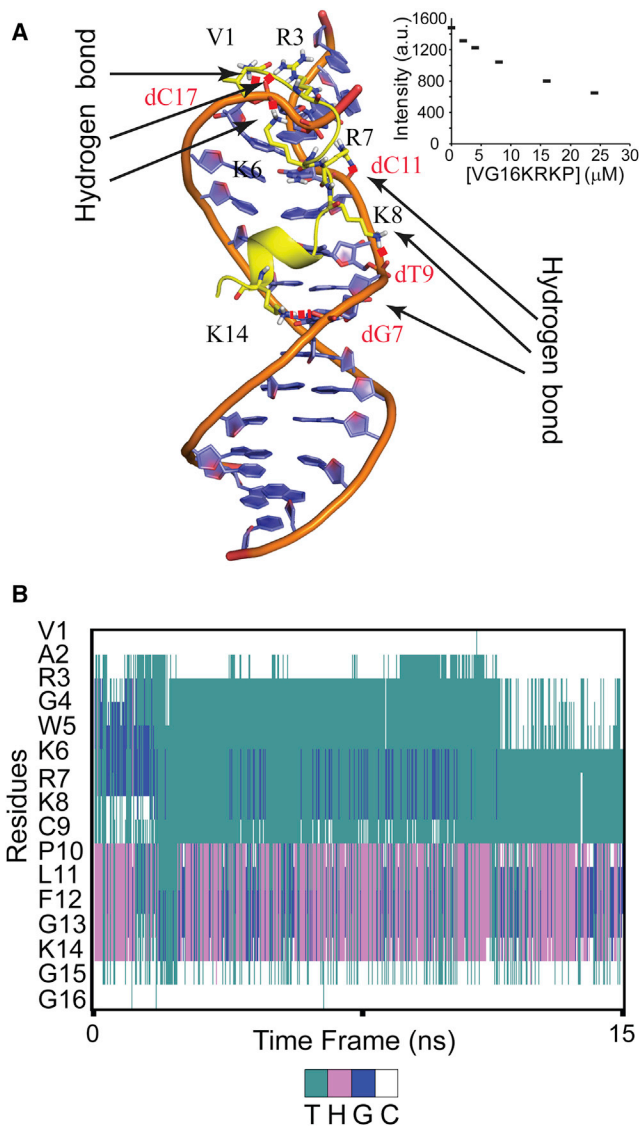 A
V1
R3
Hydrogen bond
dC17
K6
R7
dC11
K8
dT9
K14
dG7
Hydrogen bond
Intensity (a.u.)
1600
1200
800
400
0
5
10
15
20
25
30
[VG16KRKP] (μM)
B
Residues
V1
A2
R3
G4
W5
K6
R7
K8
C9
P10
L11
F12
G13
K14
G15
G16
0
15
Time Frame (ns)
T H G C